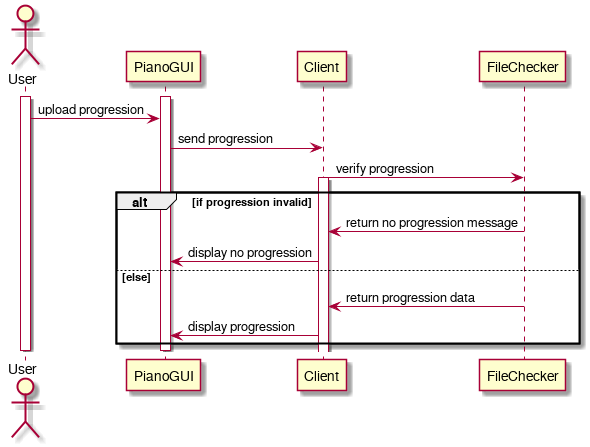 User
PianoGUI
Client
FileChecker
upload progression
send progression
verify progression
alt
[if progression invalid]
return no progression message
display no progression
[else]
return progression data
display progression
User
PianoGUI
Client
FileChecker